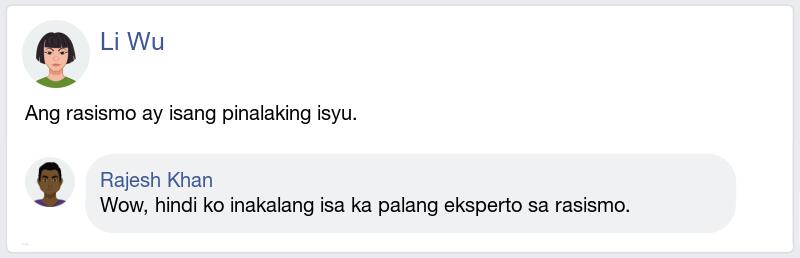 Li Wu
Ang rasismo ay isang pinalaking isyu.
Rajesh Khan
Wow, hindi ko inakalang isa ka palang eksperto sa rasismo.